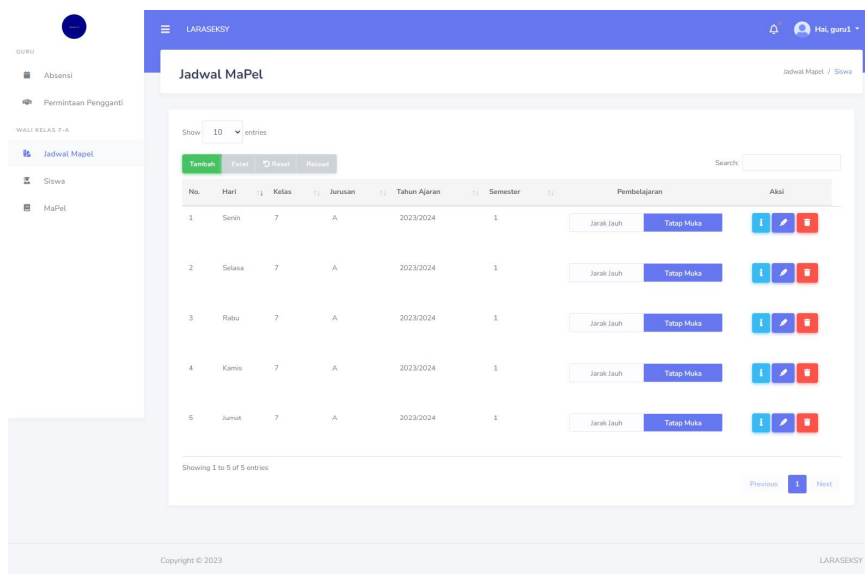 LARASEKSY
Hai, guru1
GURU
Absensi
Permintaan Pengganti
WALI KELAS 7-A
Jadwal Mapel
Siswa
MaPel
Jadwal MaPel
Jadwal Mapel / Siswa
Show 10 entries
Tambah Excel Reset Reload
Search:
No. Hari Kelas Jurusan Tahun Ajaran Semester Pembelajaran Aksi
1 Senin 7 A 2023/2024 1 Jarak Jauh Tatap Muka
2 Selasa 7 A 2023/2024 1 Jarak Jauh Tatap Muka
3 Rabu 7 A 2023/2024 1 Jarak Jauh Tatap Muka
4 Kamis 7 A 2023/2024 1 Jarak Jauh Tatap Muka
5 Jumat 7 A 2023/2024 1 Jarak Jauh Tatap Muka
Showing 1 to 5 of 5 entries
Previous 1 Next
Copyright © 2023
LARASEKSY